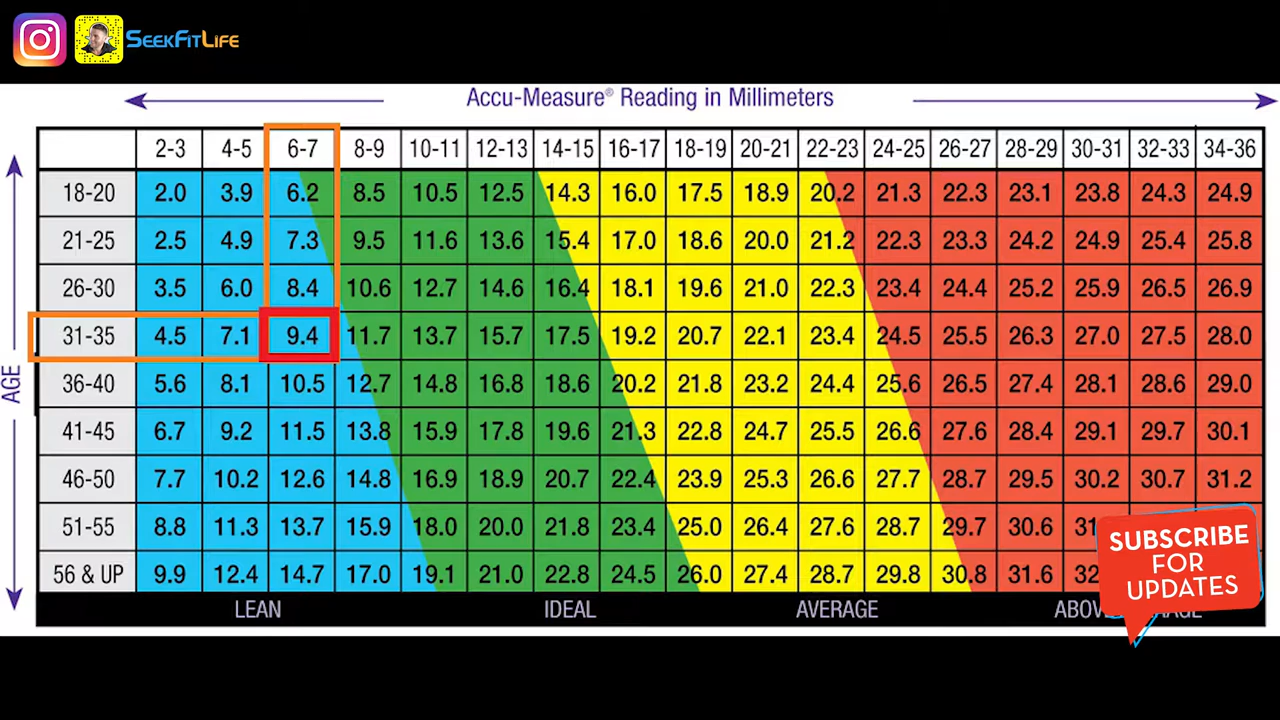 SEEKFITLIFE
Accu-Measure® Reading in Millimeters
2-3 4-5 6-7 8-9 10-11 12-13 14-15 16-17 18-19 20-21 22-23 24-25 26-27 28-29 30-31 32-33 34-36
18-20 2.0 3.9 6.2 8.5 10.5 12.5 14.3 16.0 17.5 18.9 20.2 21.3 22.3 23.1 23.8 24.3 24.9
21-25 2.5 4.9 7.3 9.5 11.6 13.6 15.4 17.0 18.6 20.0 21.2 22.3 23.3 24.2 24.9 25.4 25.8
26-30 3.5 6.0 8.4 10.6 12.7 14.6 16.4 18.1 19.6 21.0 22.3 23.4 24.4 25.2 25.9 26.5 26.9
31-35 4.5 7.1 9.4 11.7 13.7 15.7 17.5 19.2 20.7 22.1 23.4 24.5 25.5 26.3 27.0 27.5 28.0
AGE
36-40 5.6 8.1 10.5 12.7 14.8 16.8 18.6 20.2 21.8 23.2 24.4 25.6 26.5 27.4 28.1 28.6 29.0
41-45 6.7 9.2 11.5 13.8 15.9 17.8 19.6 21.3 22.8 24.7 25.5 26.6 27.6 28.4 29.1 29.7 30.1
46-50 7.7 10.2 12.6 14.8 16.9 18.9 20.7 22.4 23.9 25.3 26.6 27.7 28.7 29.5 30.2 30.7 31.2
51-55 8.8 11.3 13.7 15.9 18.0 20.0 21.8 23.4 25.0 26.4 27.6 28.7 29.7 30.6
56 & UP 9.9 12.4 14.7 17.0 19.1 21.0 22.8 24.5 26.0 27.4 28.7 29.8 30.8 31.6
LEAN IDEAL AVERAGE
SUBSCRIBE
FOR
UPDATES